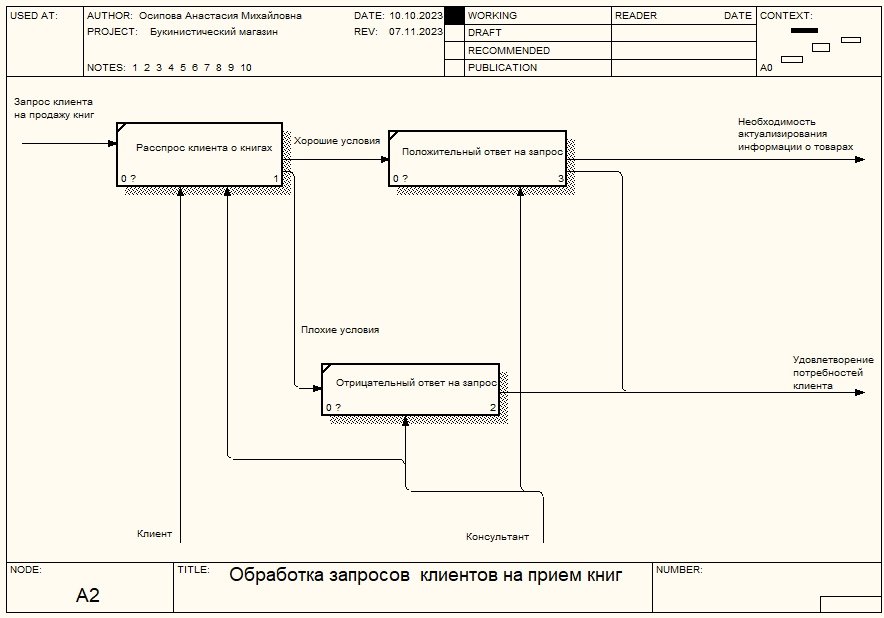 USED AT:
AUTHOR: Осипова Анастасия Михайловна
DATE: 10.10.2023
PROJECT: Букинистический магазин
REV: 07.11.2023
NOTES: 1 2 3 4 5 6 7 8 9 10
WORKING
DRAFT
RECOMMENDED
PUBLICATION
READER
DATE
CONTEXT:
A0
Запрос клиента
на продажу книг
Расспрос клиента о книгах
0 ?
1
Хорошие условия
Положительный ответ на запрос
0 ?
3
Необходимость
актуализирования
информации о товарах
Плохие условия
Отрицательный ответ на запрос
0 ?
2
Удовлетворение
потребностей
клиента
Клиент
Консультант
NODE:
A2
TITLE:
Обработка запросов клиентов на прием книг
NUMBER: